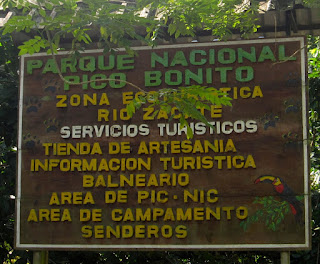 PARQUE NACIONAL
PICO BONITO
ZONA ECOTURISTICA
RIO ZACATE
SERVICIOS TURISTICOS
TIENDA DE ARTESANIA
INFORMACION TURISTICA
BALNEARIO
AREA DE PIC-NIC
AREA DE CAMPAMENTO
SENDEROS